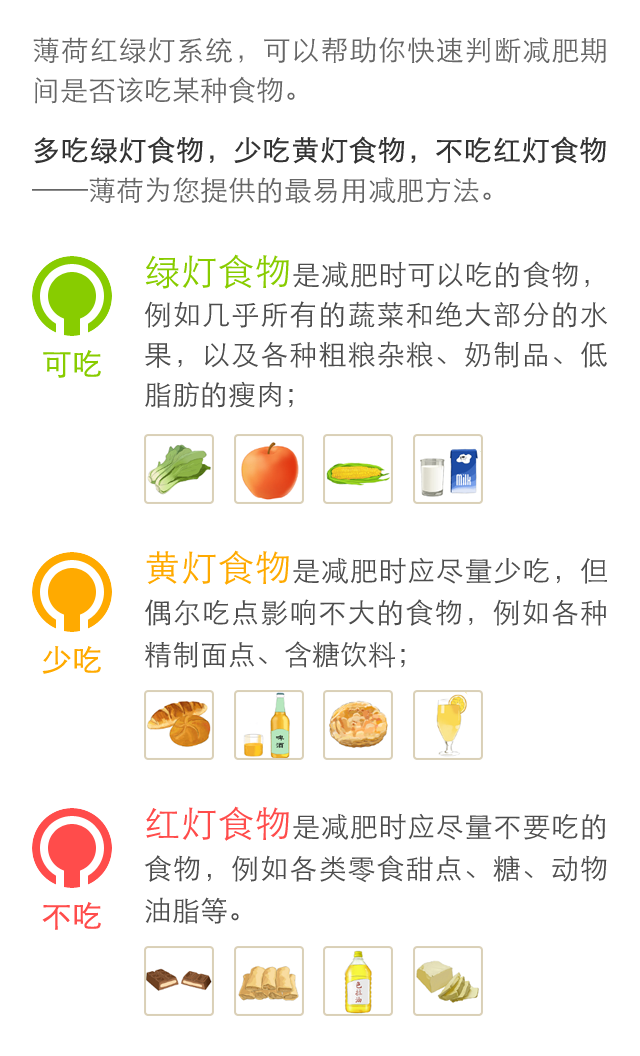 薄荷红绿灯系统，可以帮助你快速判断减肥期
间是否该吃某种食物。
多吃绿灯食物，少吃黄灯食物，不吃红灯食物
——薄荷为您提供的最易用减肥方法。
绿灯食物是减肥时可以吃的食物，
例如几乎所有的蔬菜和绝大部分的水
果，以及各种粗粮杂粮、奶制品、低
脂肪的瘦肉；
可吃
Milk
黄灯食物是减肥时应尽量少吃，但
偶尔吃点影响不大的食物，例如各种
精制面点、含糖饮料；
少吃
啤酒
红灯食物是减肥时应尽量不要吃的
食物，例如各类零食甜点、糖、动物
油脂等。
不吃
色拉油